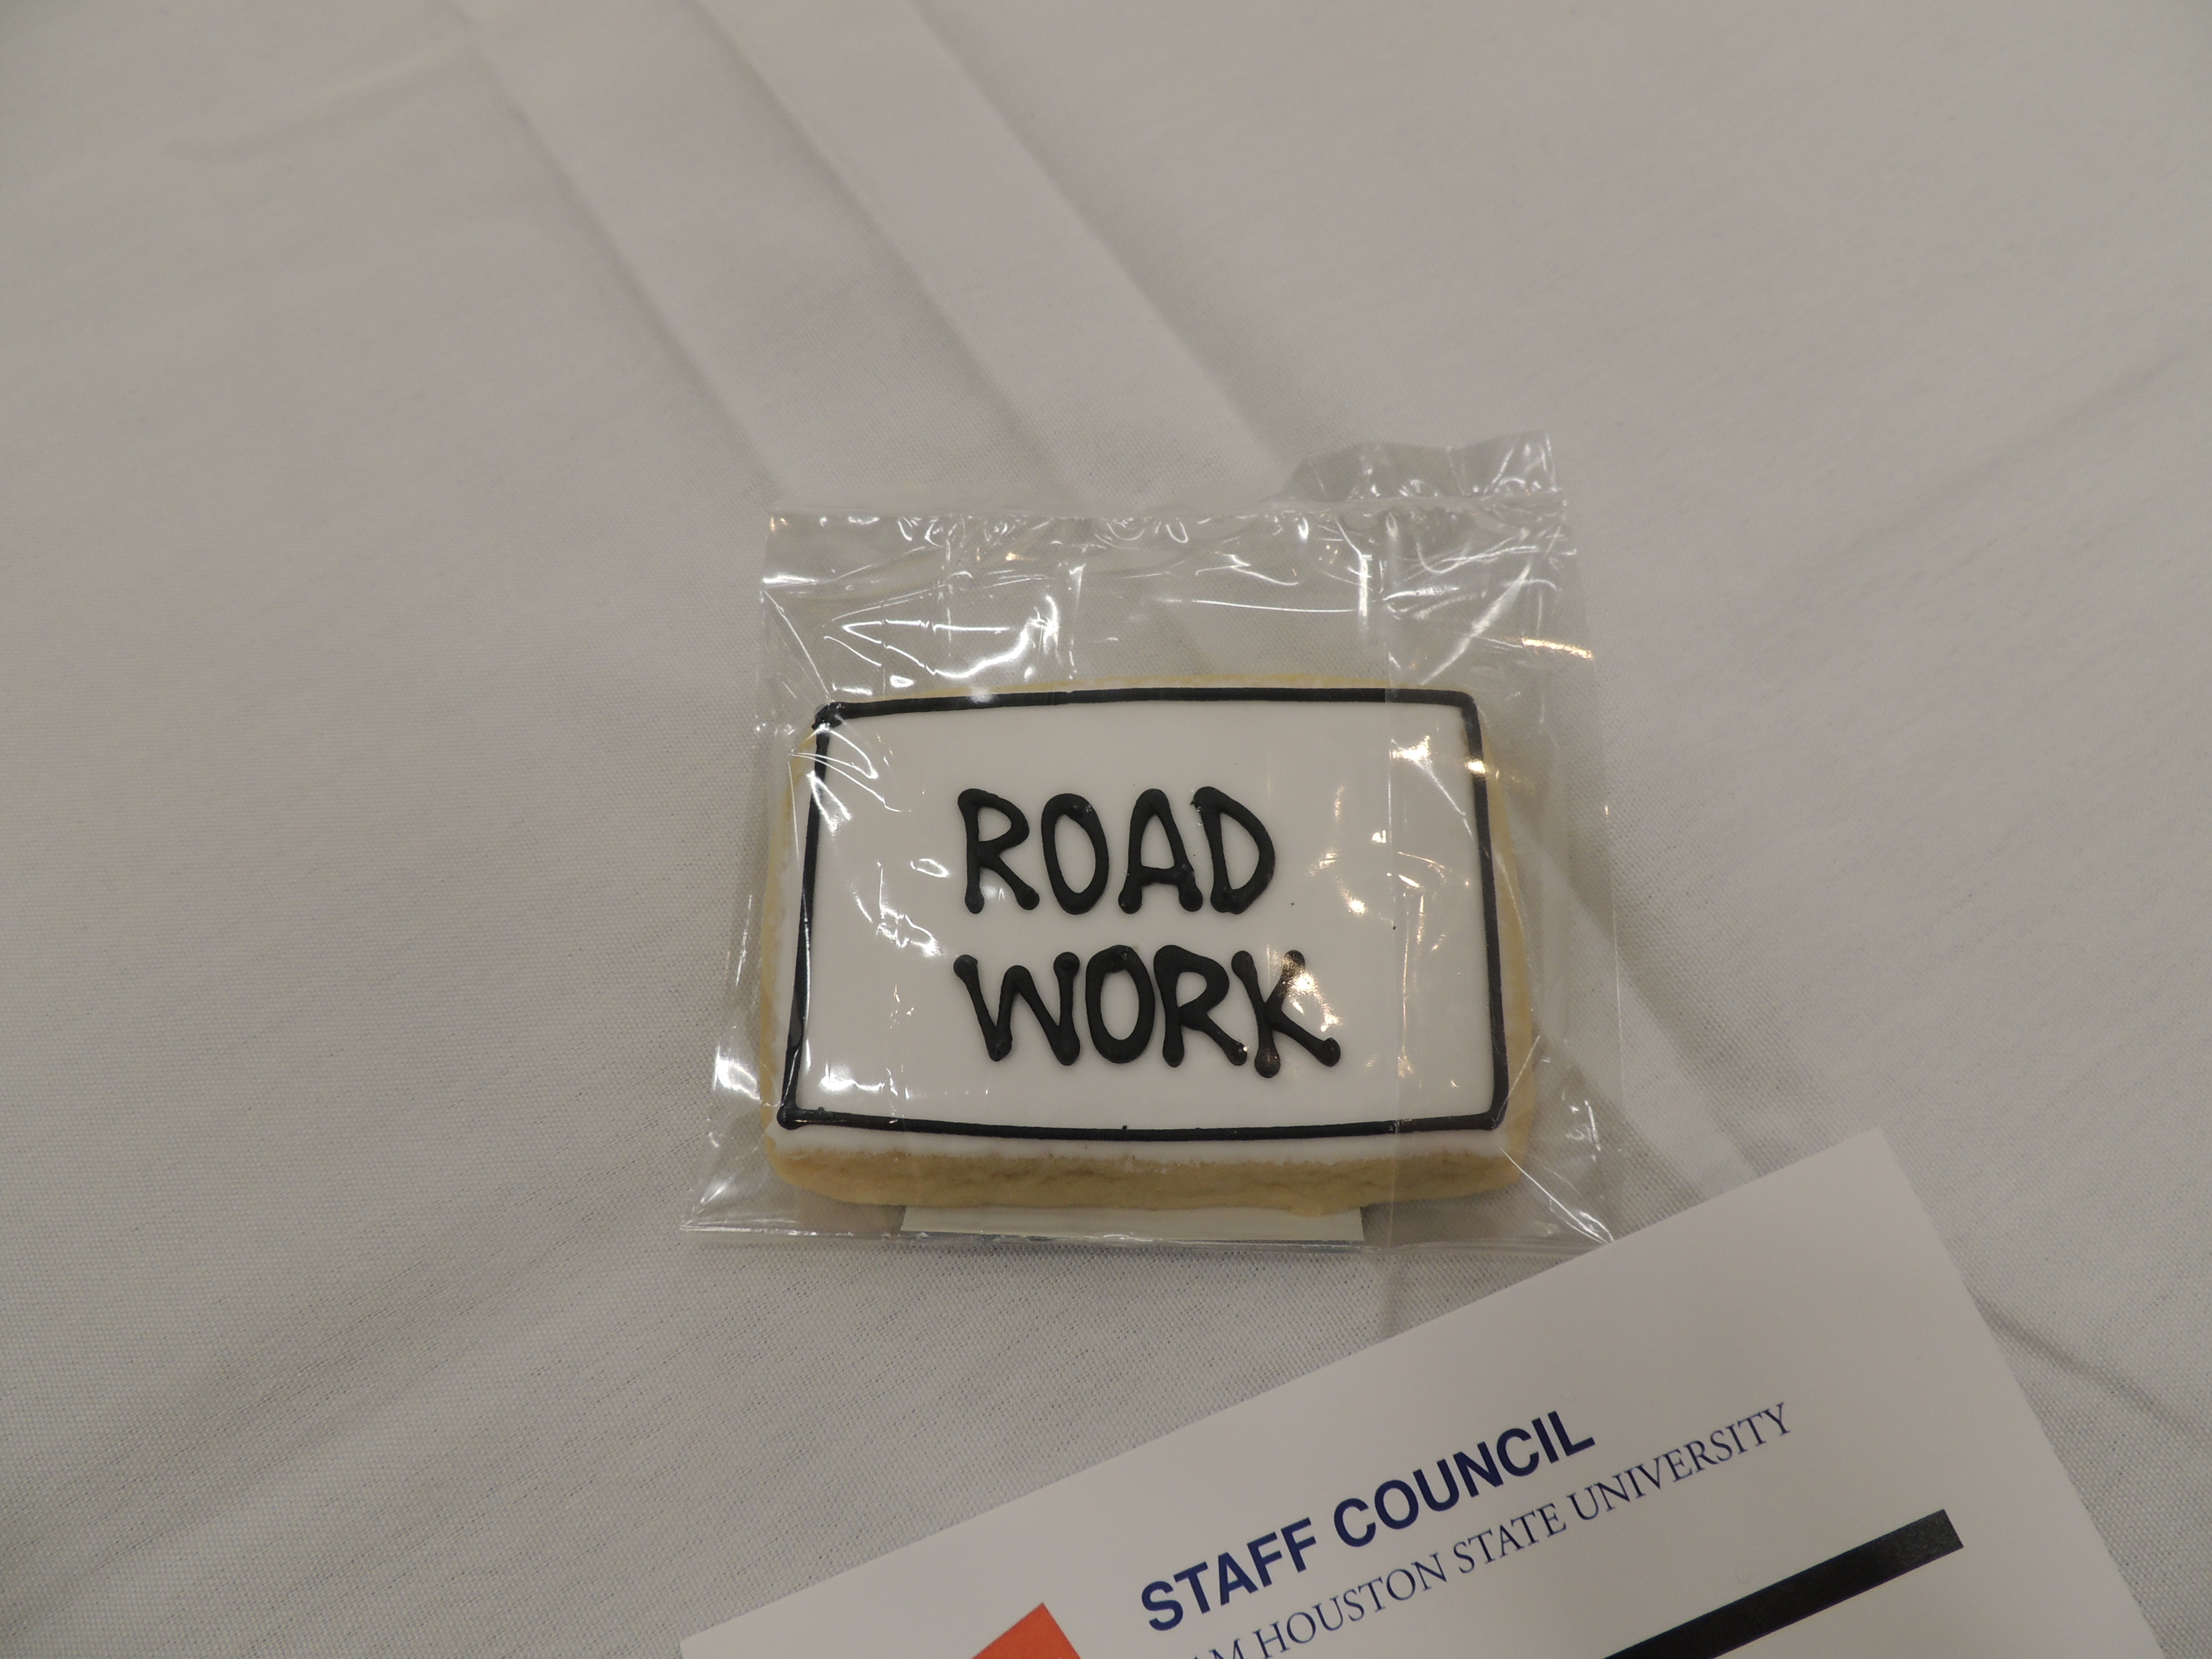 ROAD
WORK
STAFF COUNCIL
HOUSTON STATE UNIVERSITY